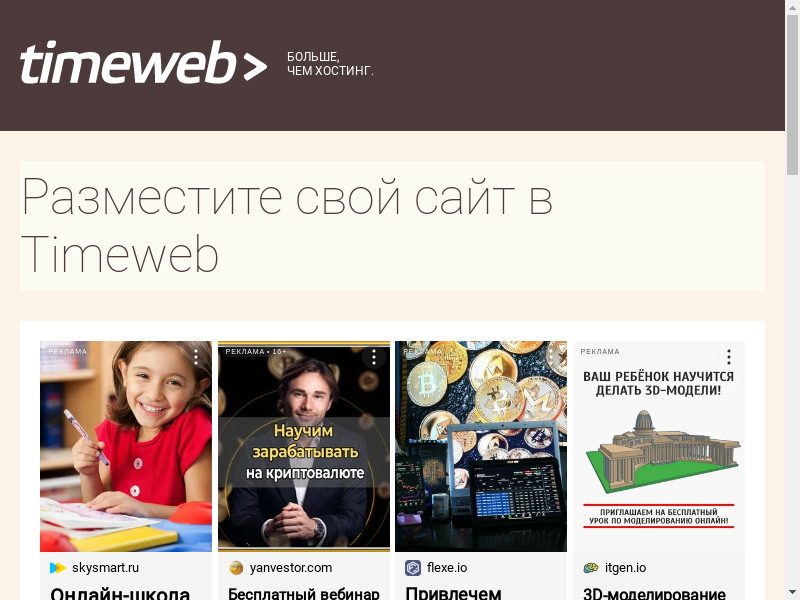 timeweb>
БОЛЬШЕ,
ЧЕМ ХОСТИНГ.
Разместите свой сайт в
Timeweb
РЕКЛАМА
skysmart.ru
Онлайн-школа
РЕКЛАМА • 16+
Научим
зарабатывать
на криптовалюте
yanvestor.com
Бесплатный вебинар
РЕКЛАМА
flexe.io
Привлечем
РЕКЛАМА
ВАШ РЕБЁНОК НАУЧИТСЯ
ДЕЛАТЬ 3D-МОДЕЛИ!
ПРИГЛАШАЕМ НА БЕСПЛАТНЫЙ
УРОК ПО МОДЕЛИРОВАНИЮ ОНЛАЙН!
itgen.io
3D-моделирование